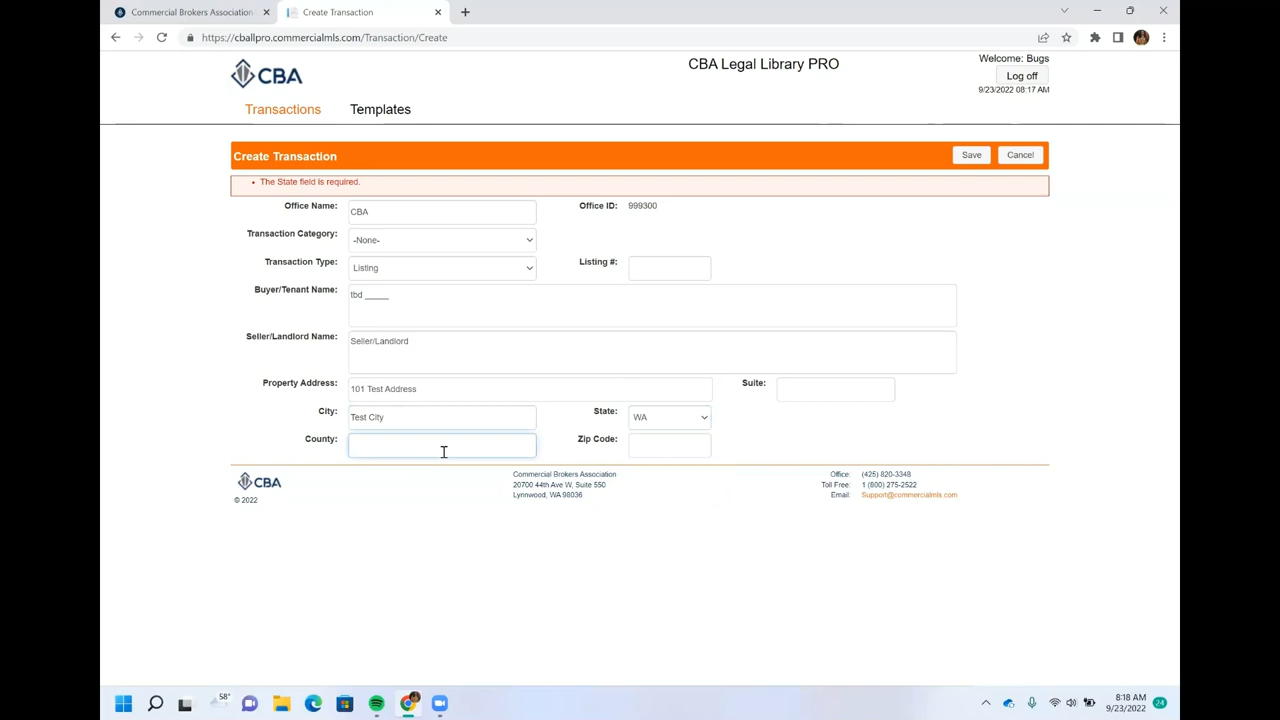 Commercial Brokers Association
Create Transaction
https://cballpro.commercialmls.com/Transaction/Create
CBA
CBA Legal Library PRO
Welcome: Bugs
Log off
9/23/2022 08:17 AM
Transactions
Templates
Create Transaction
Save
Cancel
• The State field is required.
Office Name:
CBA
Office ID:
999300
Transaction Category:
-None-
Transaction Type:
Listing
Listing #:
Buyer/Tenant Name:
tbd _____
Seller/Landlord Name:
Seller/Landlord
Property Address:
101 Test Address
Suite:
City:
Test City
State:
WA
County:
Zip Code:
CBA
© 2022
Commercial Brokers Association
20700 44th Ave W, Suite 550
Lynnwood, WA 98036
Office: (425) 820-3348
Toll Free: 1 (800) 275-2522
Email: Support@commercialmls.com
58°
8:18 AM
9/23/2022
24